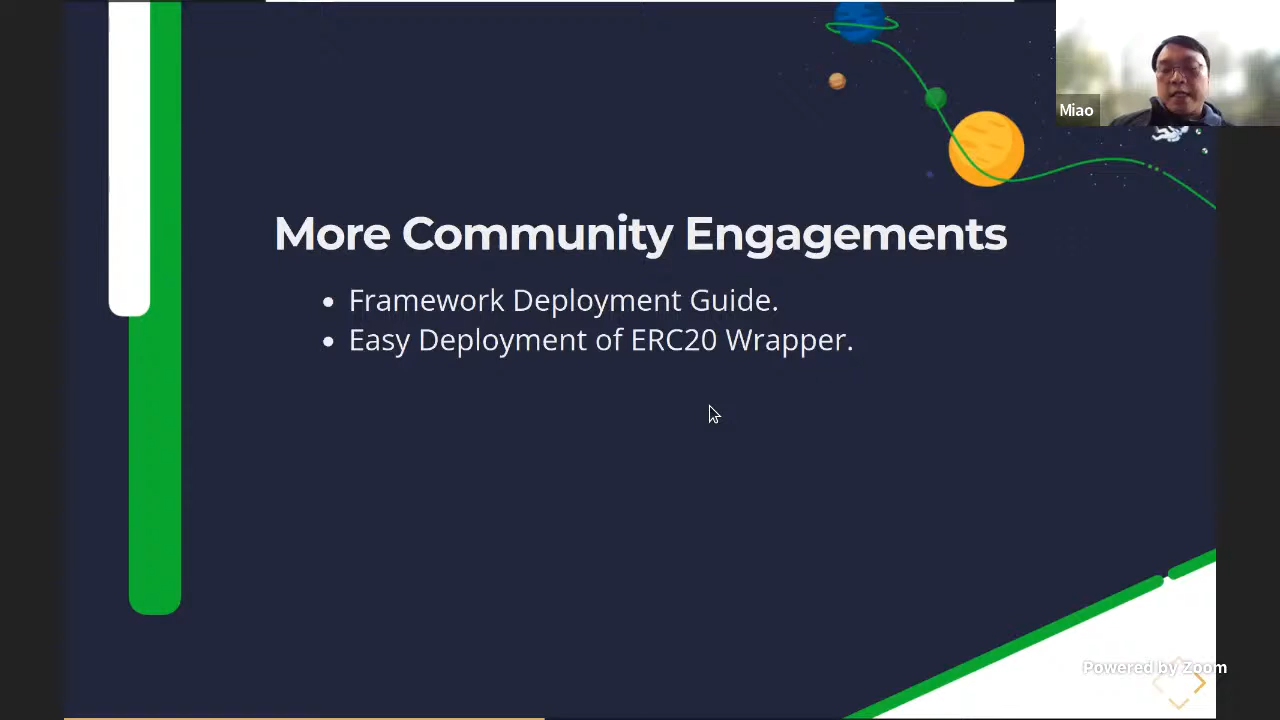 Miao
More Community Engagements
Framework Deployment Guide.
Easy Deployment of ERC20 Wrapper.
Powered by Zoom